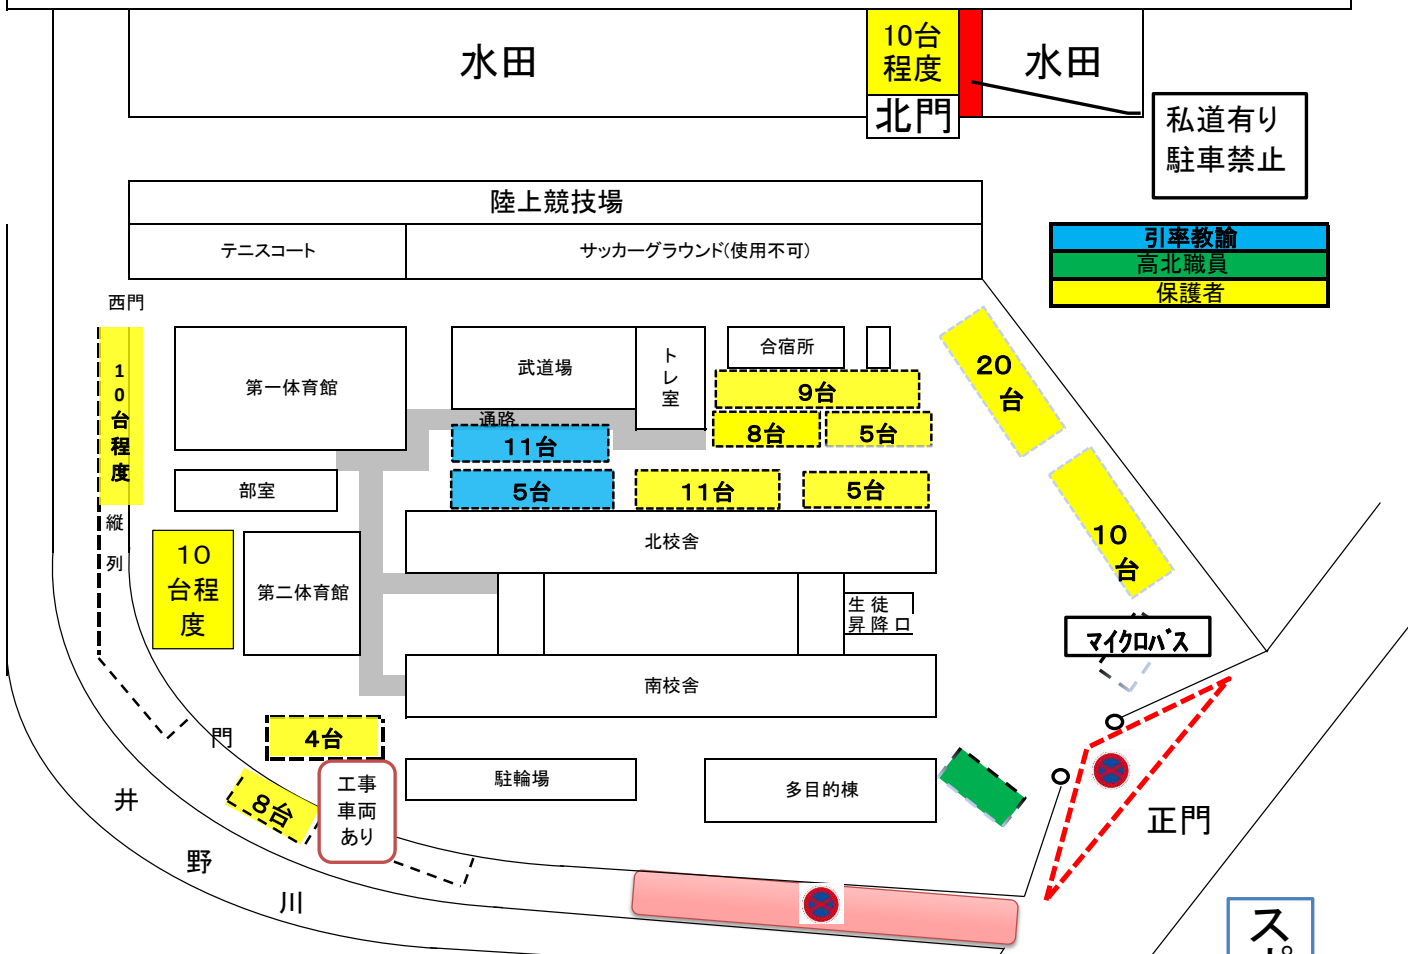 水田
10台
程度
水田
北門
私道有り
駐車禁止
陸上競技場
テニスコート
サッカーグラウンド(使用不可)
引率教諭
高北職員
保護者
西門
10台程度
縦列
第一体育館
武道場
トレ室
合宿所
9台
通路
8台
5台
11台
5台
11台
5台
20台
10台
部室
北校舎
10
台程
度
第二体育館
生徒
昇降口
マイクロバス
南校舎
門
4台
8台
工事
車両
あり
駐輪場
多目的棟
正門
井野川
ス